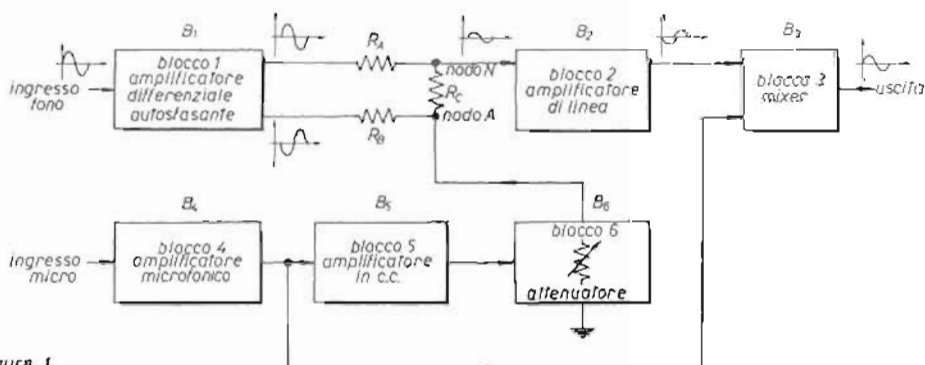 B1
B2
B3
ingresso
fono
blocco 1
amplificatore
differenziale
autosfasante
RA
RB
RC
nodo N
nodo A
blocco 2
amplificatore
di linea
blocco 3
mixer
uscita
B4
B5
B6
ingresso
micro
blocco 4
amplificatore
microfonico
blocco 5
amplificatore
in c.c.
blocco 6
attenuatore